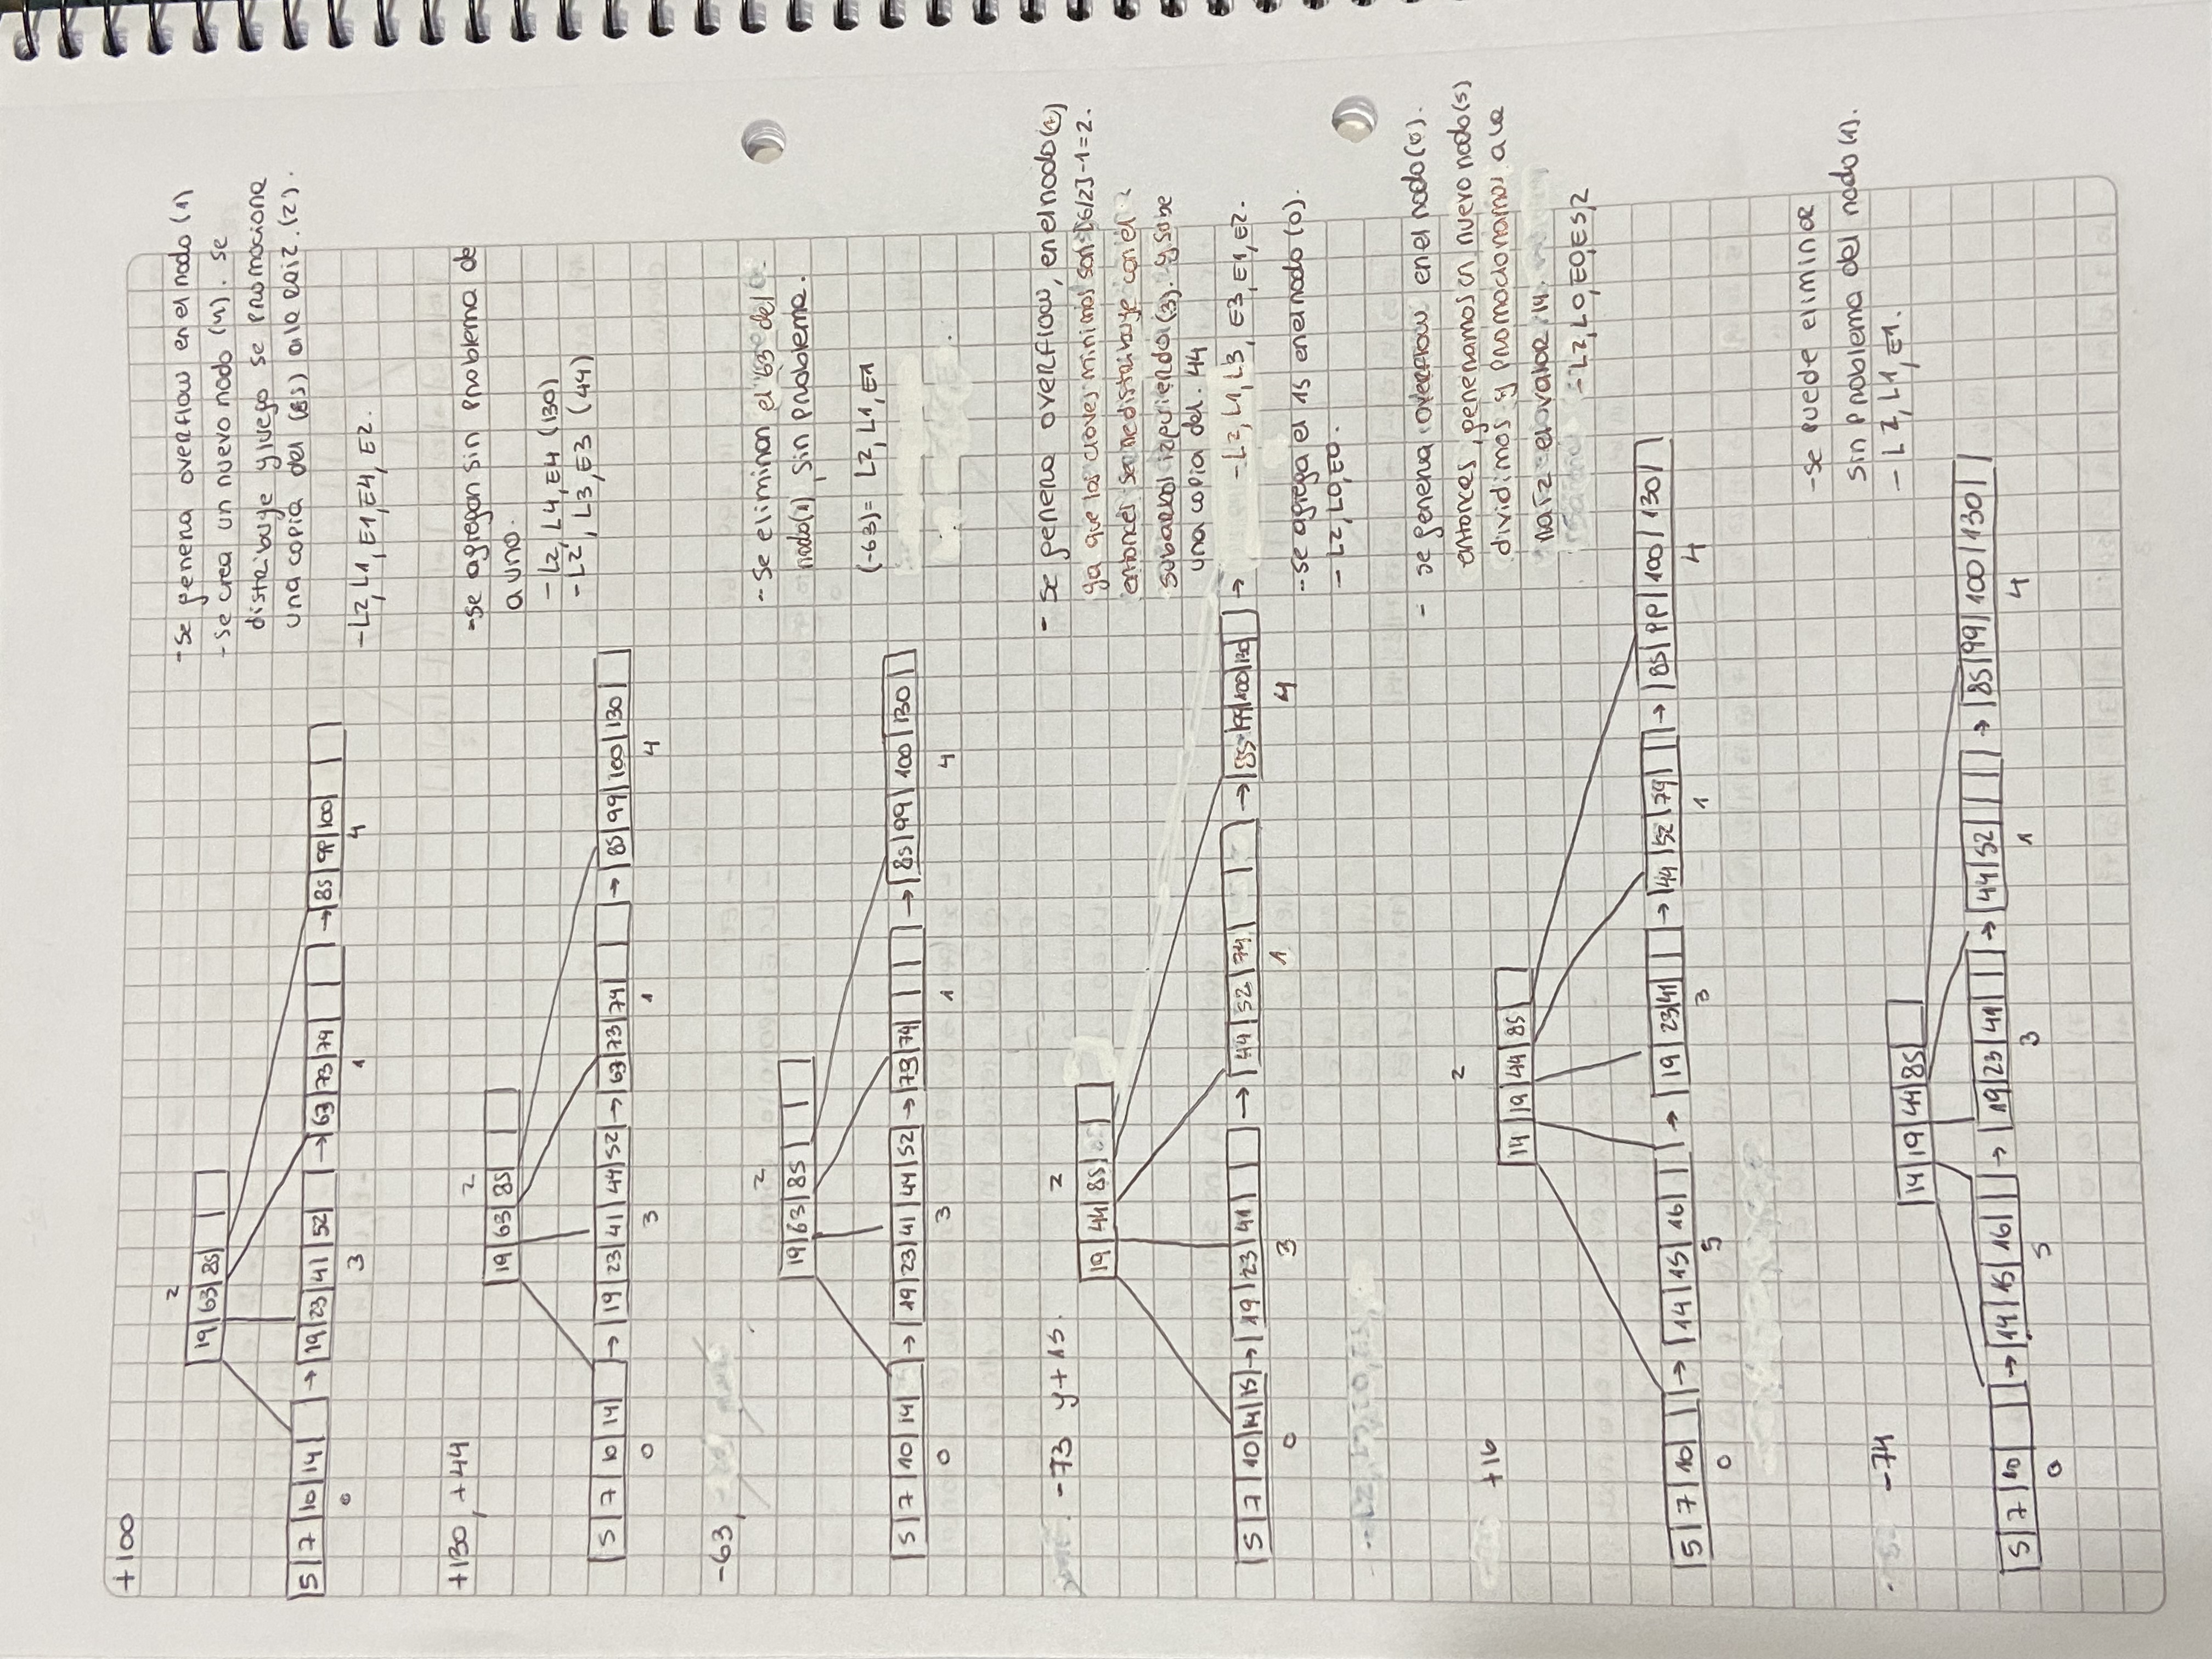 +100
2
19 63 85
5 7 10 14 → 19 23 41 52 → 63 73 79 → 85 99 100
0 3 1 4
-Se genera overflow en el nodo (1)
-Se crea un nuevo nodo (4). Se
distribuye y luego se promociona
una copia del (85) a la raiz. (2).
-L2, L1, E1, E4, E2.
+130, +44
2
19 63 85
5 7 10 14 → 19 23 41 44 52 → 63 73 74 → 85 99 100 130
0 3 1 4
-se agregan sin problema de
a uno.
-L2, L4, E4 (130)
-L2, L3, E3 (44)
-63,
2
19 63 85
5 7 10 14 → 19 23 41 44 52 → 73 74 → 85 99 100 130
0 3 1 4
- Se eliminan el 63 del
nodo(1), sin problema.
(-63)= L2, L1, E1
-73 y +15.
2
19 44 85
5 7 10 14 15 → 19 23 41 → 44 52 74 → 85 99 100 130 →
0 3 1 4
- se genera overflow, en el nodo (1)
ya que las claves minimas son [6/2]-1=2.
entonces se redistribuye con el
subarbol izquierdo (3). y sube
una copia del. 44
-L2, L1, L3, E3, E1, E2.
-se agrega el 15 en el nodo (0).
- L2, L0, E0.
+16
2
14 19 44 85
5 7 10 → 14 15 16 → 19 23 41 → 44 52 74 → 85 99 100 130
0 5 3 1 4
- se genera overflow en el nodo (0).
entonces, generamos un nuevo nodo (5)
dividimos y promocionamos a la
raiz el valor 14.
-L2, L0, E0, E5, 2
-74
14 19 44 85
5 7 10 → 14 15 16 → 19 23 41 → 44 52 → 85 99 100 130
0 5 3 1 4
-se puede eliminar
sin problema del nodo (1).
- L2, L1, E1.